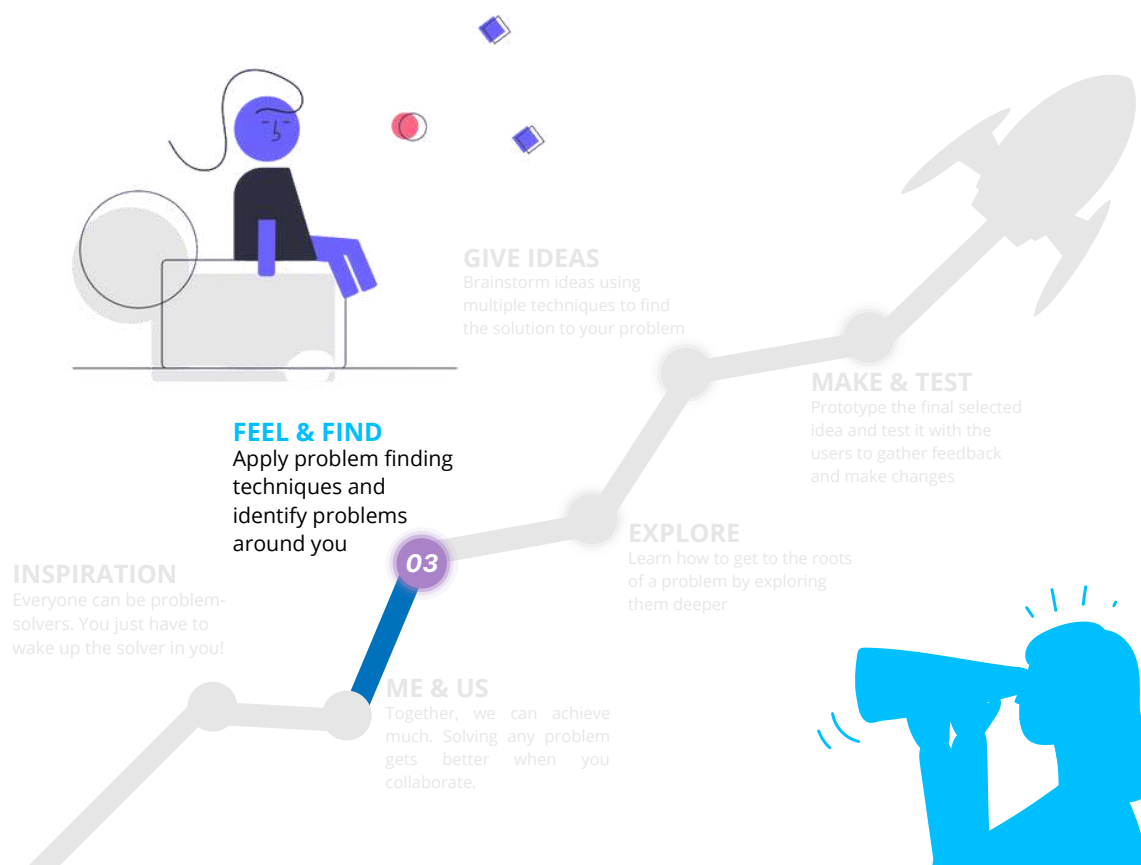 GIVE IDEAS
Brainstorm ideas using
multiple techniques to find
the solution to your problem
MAKE & TEST
Prototype the final selected
idea and test it with the
users to gather feedback
and make changes
FEEL & FIND
Apply problem finding
techniques and
identify problems
around you
03
EXPLORE
Learn how to get to the roots
of a problem by exploring
them deeper
INSPIRATION
Everyone can be problem-
solvers. You just have to
wake up the solver in you!
ME & US
Together, we can achieve
much. Solving any problem
gets better when you
collaborate.